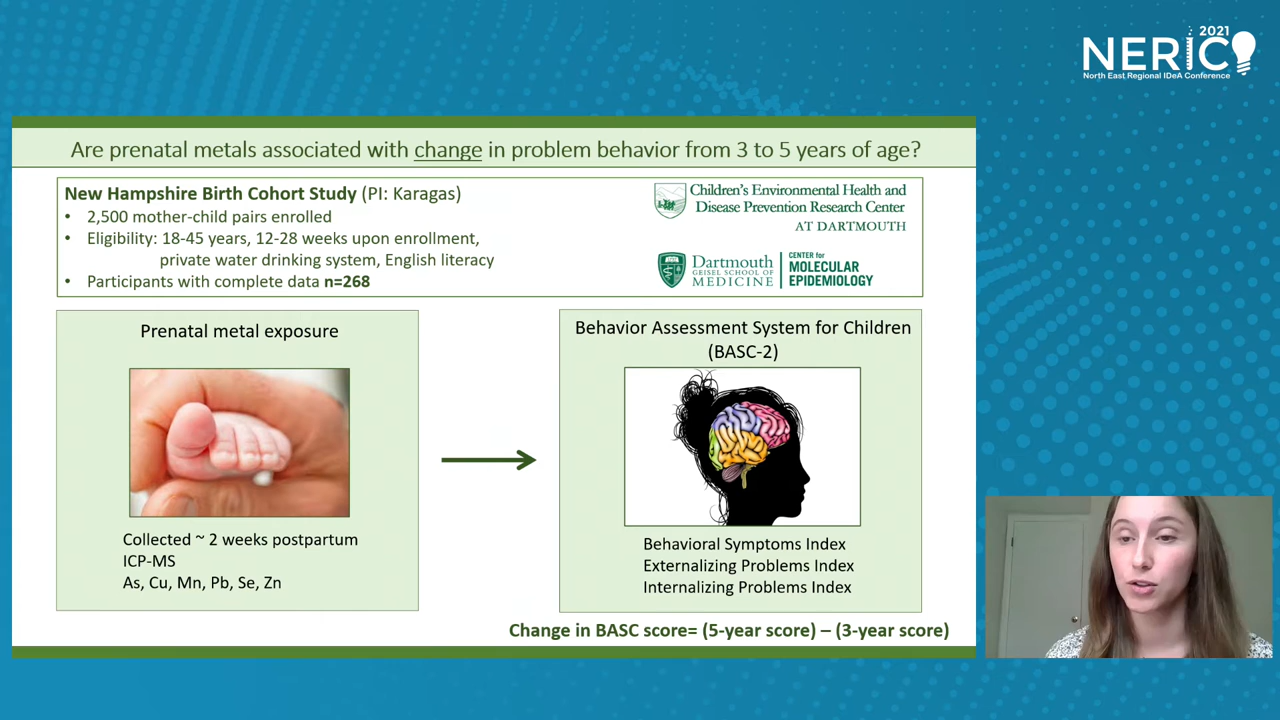 2021
NERIC
North East Regional IDeA Conference
Are prenatal metals associated with change in problem behavior from 3 to 5 years of age?
New Hampshire Birth Cohort Study (PI: Karagas)
• 2,500 mother-child pairs enrolled
• Eligibility: 18-45 years, 12-28 weeks upon enrollment,
private water drinking system, English literacy
• Participants with complete data n=268
Children's Environmental Health and
Disease Prevention Research Center
AT DARTMOUTH
Dartmouth
GEISEL SCHOOL OF
MEDICINE
CENTER for
MOLECULAR
EPIDEMIOLOGY
Prenatal metal exposure
Collected ~ 2 weeks postpartum
ICP-MS
As, Cu, Mn, Pb, Se, Zn
Behavior Assessment System for Children
(BASC-2)
Behavioral Symptoms Index
Externalizing Problems Index
Internalizing Problems Index
Change in BASC score= (5-year score) – (3-year score)